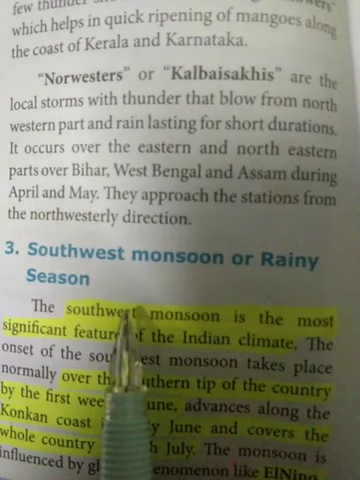 few
which helps in quick ripening of mangoes along
the coast of Kerala and Karnataka.
“Norwesters” or “Kalbaisakhis” are the
local storms with thunder that blow from north
western part and rain lasting for short durations.
It occurs over the eastern and north eastern
parts over Bihar, West Bengal and Assam during
April and May. They approach the stations from
the northwesterly direction.
3. Southwest monsoon or Rainy
Season
The southwest monsoon is the most
significant feature of the Indian climate. The
onset of the est monsoon takes place
normally over the southern tip of the country
by the first week June, advances along the
Konkan coast June and covers the
whole country July. The monsoon is
influenced by phenomenon like ElNino